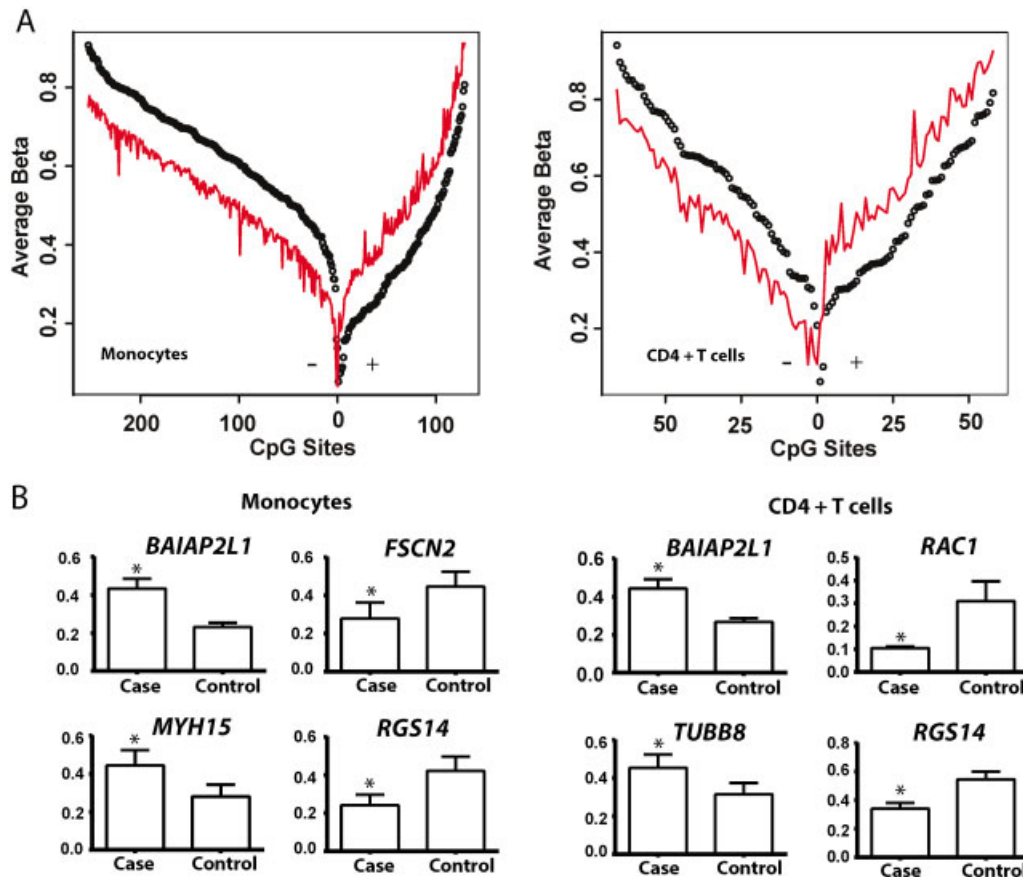 A
Average Beta
0.8
0.6
0.4
0.2
Monocytes
- +
200 100 0 100
CpG Sites
Average Beta
0.8
0.6
0.4
0.2
CD4 + T cells
- +
50 25 0 25 50
CpG Sites
B
Monocytes
BAIAP2L1
0.6
0.4
0.2
0.0
*
Case Control
FSCN2
0.6
0.4
0.2
0.0
*
Case Control
MYH15
0.6
0.4
0.2
0.0
*
Case Control
RGS14
0.6
0.4
0.2
0.0
*
Case Control
CD4 + T cells
BAIAP2L1
0.6
0.4
0.2
0.0
*
Case Control
RAC1
0.5
0.4
0.3
0.2
0.1
0.0
*
Case Control
TUBB8
0.6
0.4
0.2
0.0
*
Case Control
RGS14
0.8
0.6
0.4
0.2
0.0
*
Case Control